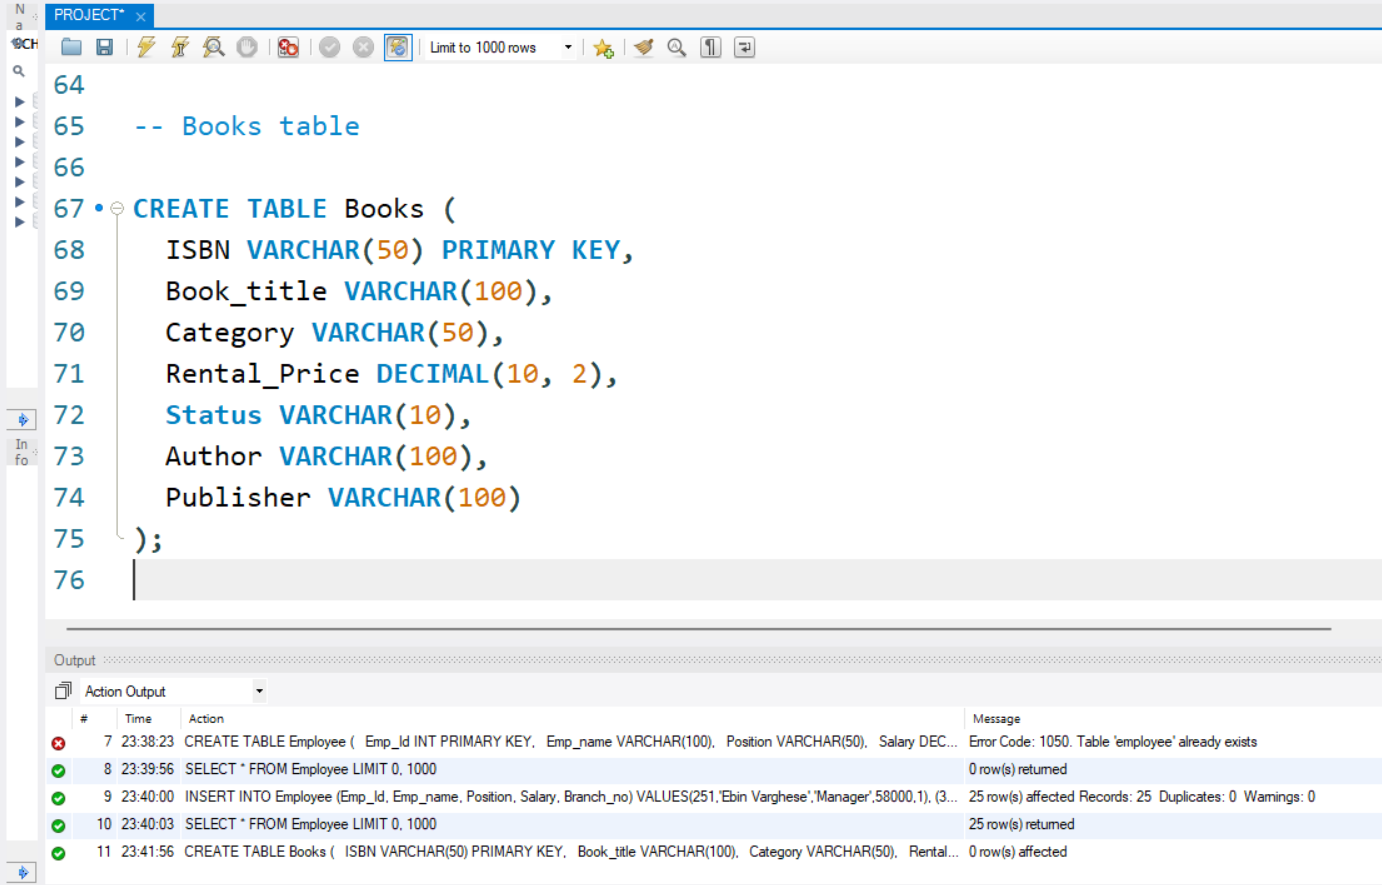 N
a
PROJECT*
SCH
Limit to 1000 rows
64
65 -- Books table
66
67 CREATE TABLE Books (
68 ISBN VARCHAR(50) PRIMARY KEY,
69 Book_title VARCHAR(100),
70 Category VARCHAR(50),
71 Rental_Price DECIMAL(10, 2),
72 Status VARCHAR(10),
In
fo
73 Author VARCHAR(100),
74 Publisher VARCHAR(100)
75 );
76
Output
Action Output
# Time Action Message
7 23:38:23 CREATE TABLE Employee ( Emp_Id INT PRIMARY KEY, Emp_name VARCHAR(100), Position VARCHAR(50), Salary DEC... Error Code: 1050. Table 'employee' already exists
8 23:39:56 SELECT * FROM Employee LIMIT 0, 1000 0 row(s) returned
9 23:40:00 INSERT INTO Employee (Emp_Id, Emp_name, Position, Salary, Branch_no) VALUES(251,'Ebin Varghese','Manager',58000,1), (3... 25 row(s) affected Records: 25 Duplicates: 0 Warnings: 0
10 23:40:03 SELECT * FROM Employee LIMIT 0, 1000 25 row(s) returned
11 23:41:56 CREATE TABLE Books ( ISBN VARCHAR(50) PRIMARY KEY, Book_title VARCHAR(100), Category VARCHAR(50), Rental... 0 row(s) affected